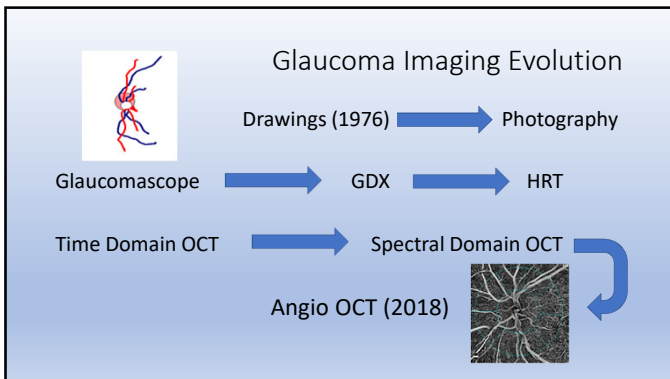 Glaucoma Imaging Evolution
Drawings (1976) Photography
Glaucomascope GDX HRT
Time Domain OCT Spectral Domain OCT
Angio OCT (2018)